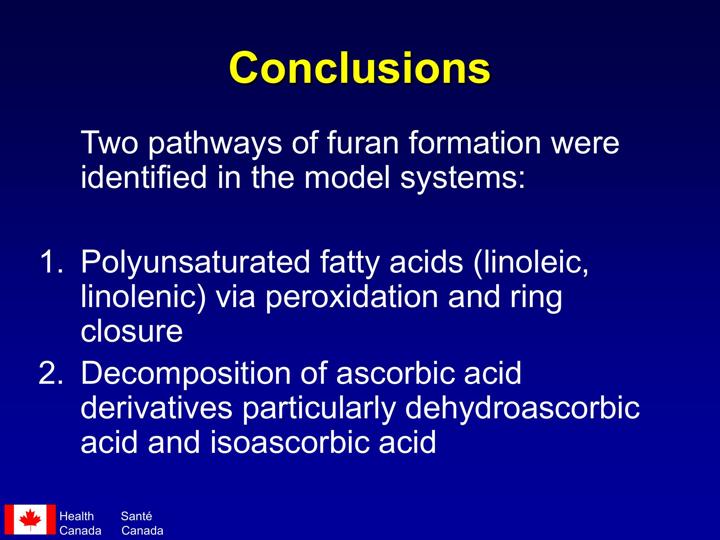 Conclusions
Two pathways of furan formation were
identified in the model systems:
1. Polyunsaturated fatty acids (linoleic,
linolenic) via peroxidation and ring
closure
2. Decomposition of ascorbic acid
derivatives particularly dehydroascorbic
acid and isoascorbic acid
Health Santé
Canada Canada